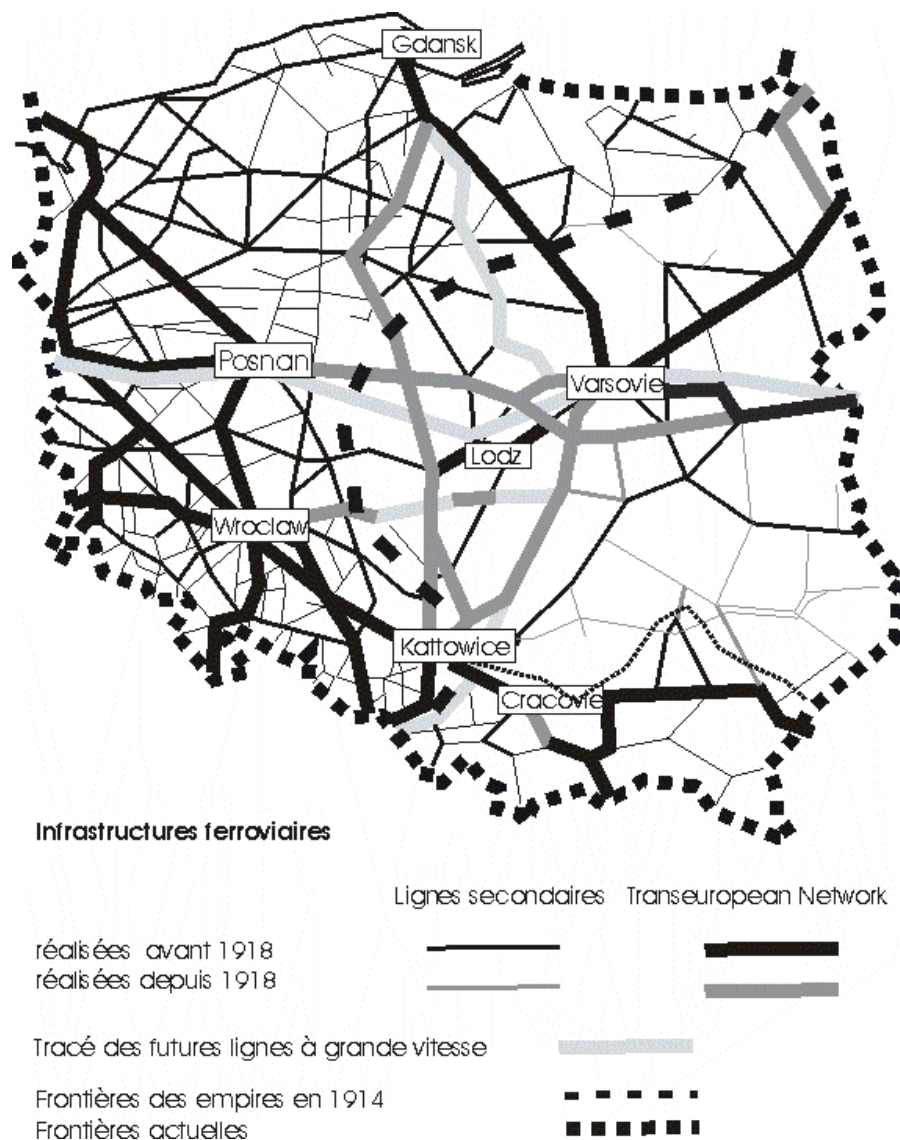 Gdansk
Posnan
Varsovie
Lodz
Wroclaw
Kattowice
Cracovie
Infrastructures ferroviaires
Lignes secondaires Transeuropean Network
réalisées avant 1918
réalisées depuis 1918
Tracé des futures lignes à grande vitesse
Frontières des empires en 1914
Frontières actuelles